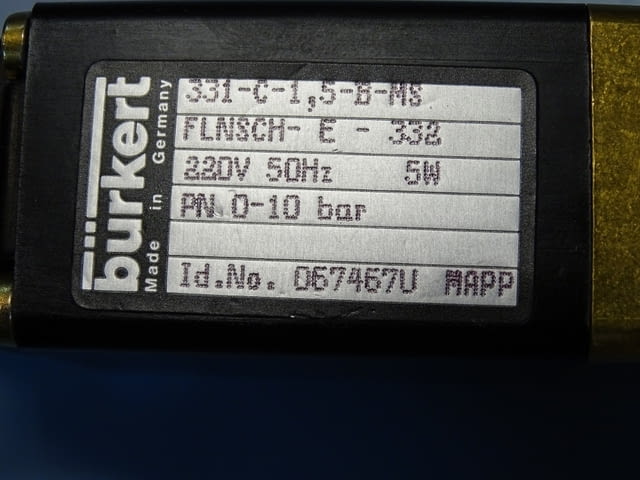 bürkert
Made in Germany
331-C-1,5-B-MS
FLNSCH- E - 332
220V 50Hz 5W
PN 0-10 bar
Id.No. 067467U MAPP